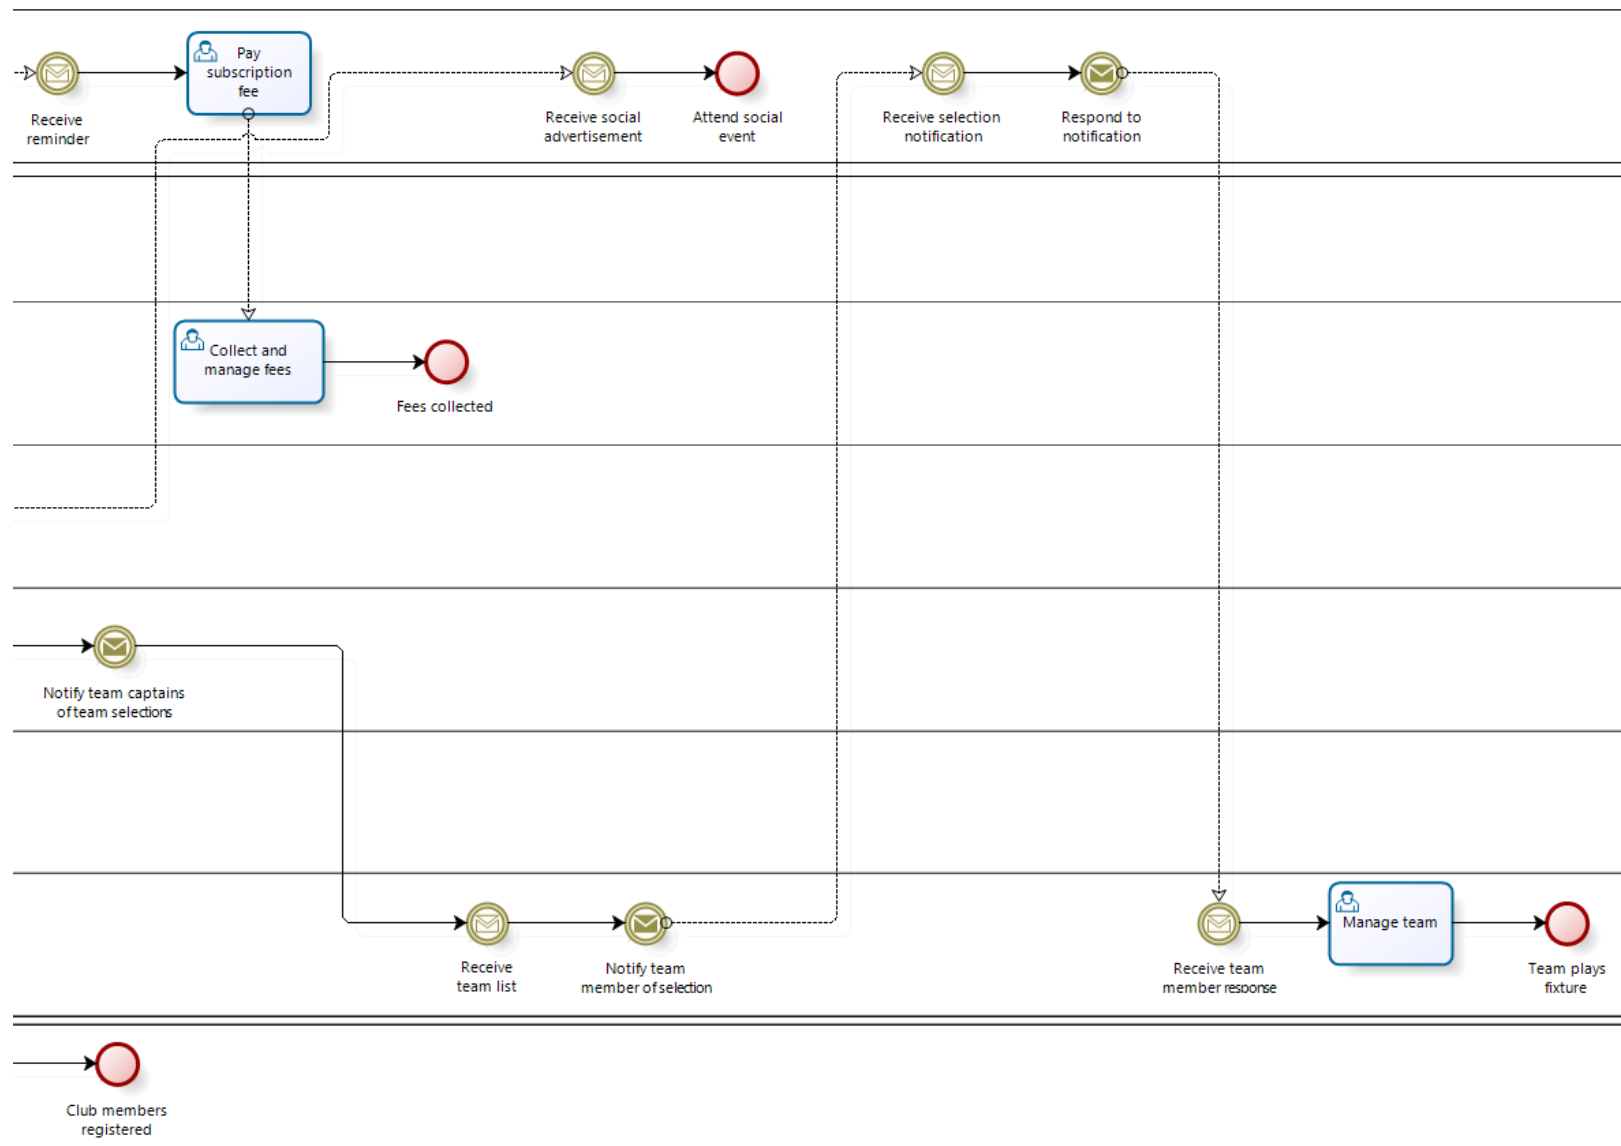 Pay
subscription
fee
Receive
reminder
Receive social
advertisement
Attend social
event
Receive selection
notification
Respond to
notification
Collect and
manage fees
Fees collected
Notify team captains
of team selections
Receive
team list
Notify team
member of selection
Receive team
member response
Manage team
Team plays
fixture
Club members
registered